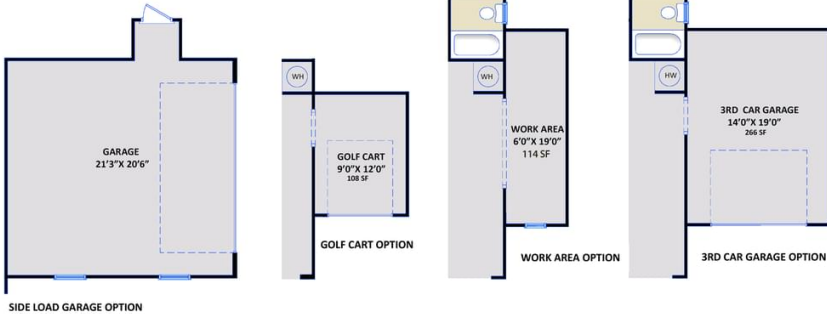 GARAGE
21'3"X 20'6"
SIDE LOAD GARAGE OPTION
WH
GOLF CART
9'0"X 12'0"
108 SF
GOLF CART OPTION
WH
WORK AREA
6'0"X 19'0"
114 SF
WORK AREA OPTION
HW
3RD CAR GARAGE
14'0"X 19'0"
266 SF
3RD CAR GARAGE OPTION